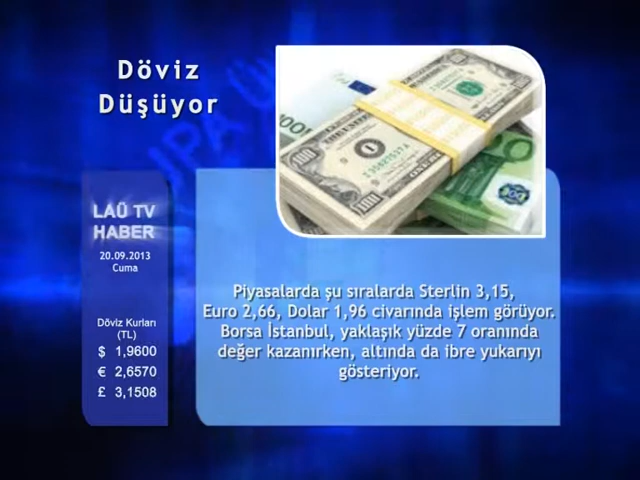 Döviz
Düşüyor
LAÜ TV
HABER
20.09.2013
Cuma
Döviz Kurları
(TL)
$ 1,9600
€ 2,6570
£ 3,1508
Piyasalarda şu sıralarda Sterlin 3,15,
Euro 2,66, Dolar 1,96 civarında işlem görüyor.
Borsa İstanbul, yaklaşık yüzde 7 oranında
değer kazanırken, altında da ibre yukarıyı
gösteriyor.
100
100